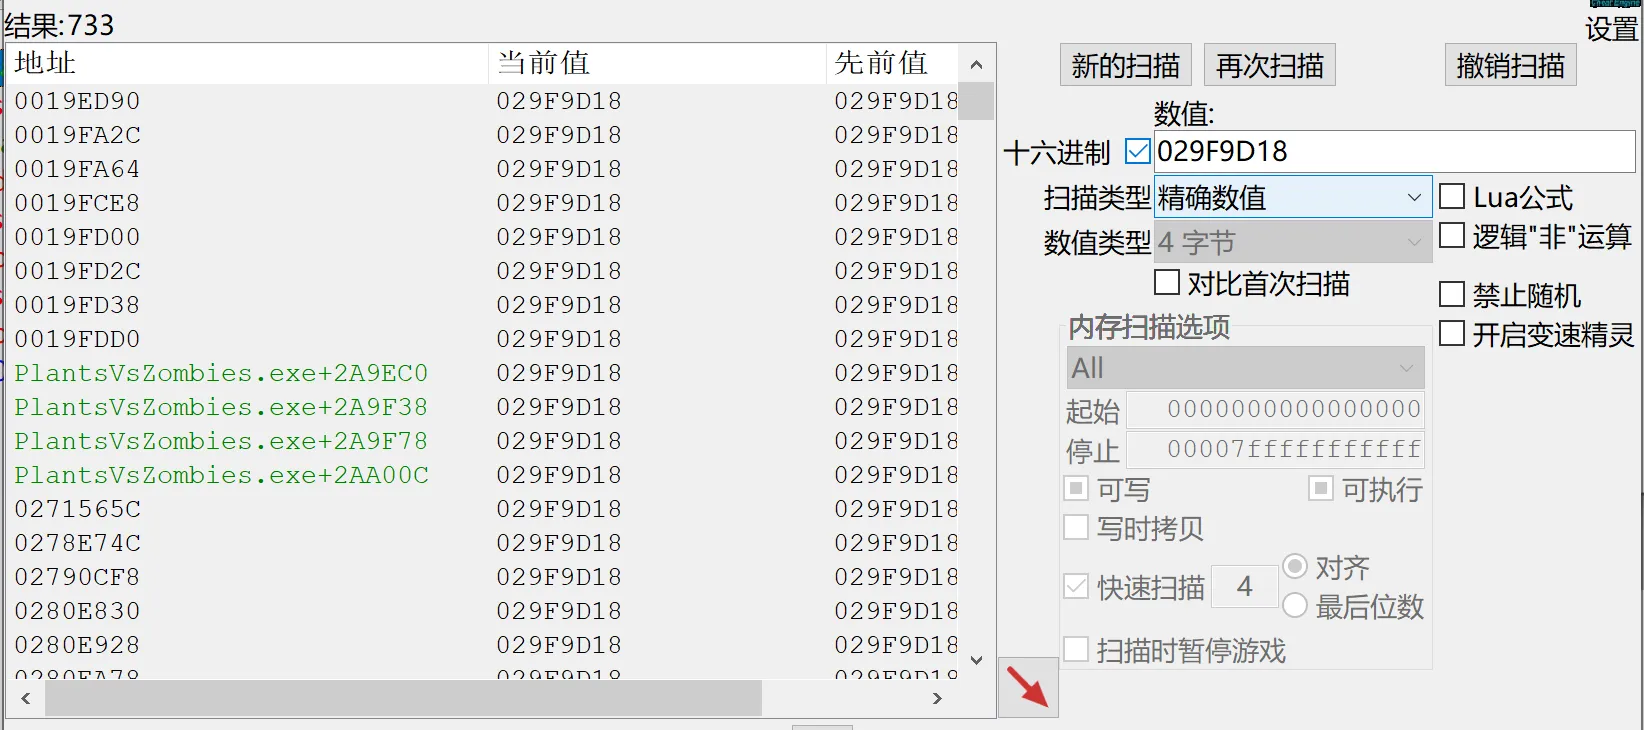 结果:733
设置
地址 当前值 先前值
0019ED90 029F9D18 029F9D18
0019FA2C 029F9D18 029F9D18
0019FA64 029F9D18 029F9D18
0019FCE8 029F9D18 029F9D18
0019FD00 029F9D18 029F9D18
0019FD2C 029F9D18 029F9D18
0019FD38 029F9D18 029F9D18
0019FDD0 029F9D18 029F9D18
PlantsVsZombies.exe+2A9EC0 029F9D18 029F9D18
PlantsVsZombies.exe+2A9F38 029F9D18 029F9D18
PlantsVsZombies.exe+2A9F78 029F9D18 029F9D18
PlantsVsZombies.exe+2AA00C 029F9D18 029F9D18
0271565C 029F9D18 029F9D18
0278E74C 029F9D18 029F9D18
02790CF8 029F9D18 029F9D18
0280E830 029F9D18 029F9D18
0280E928 029F9D18 029F9D18
0280EA78 029F9D18 029F9D18
新的扫描 再次扫描 撤销扫描
数值:
十六进制 029F9D18
扫描类型 精确数值 Lua公式
数值类型 4 字节 逻辑"非"运算
对比首次扫描 禁止随机
内存扫描选项 开启变速精灵
All
起始 0000000000000000
停止 00007fffffffffff
可写 可执行
写时拷贝
快速扫描 4 对齐
最后位数
扫描时暂停游戏